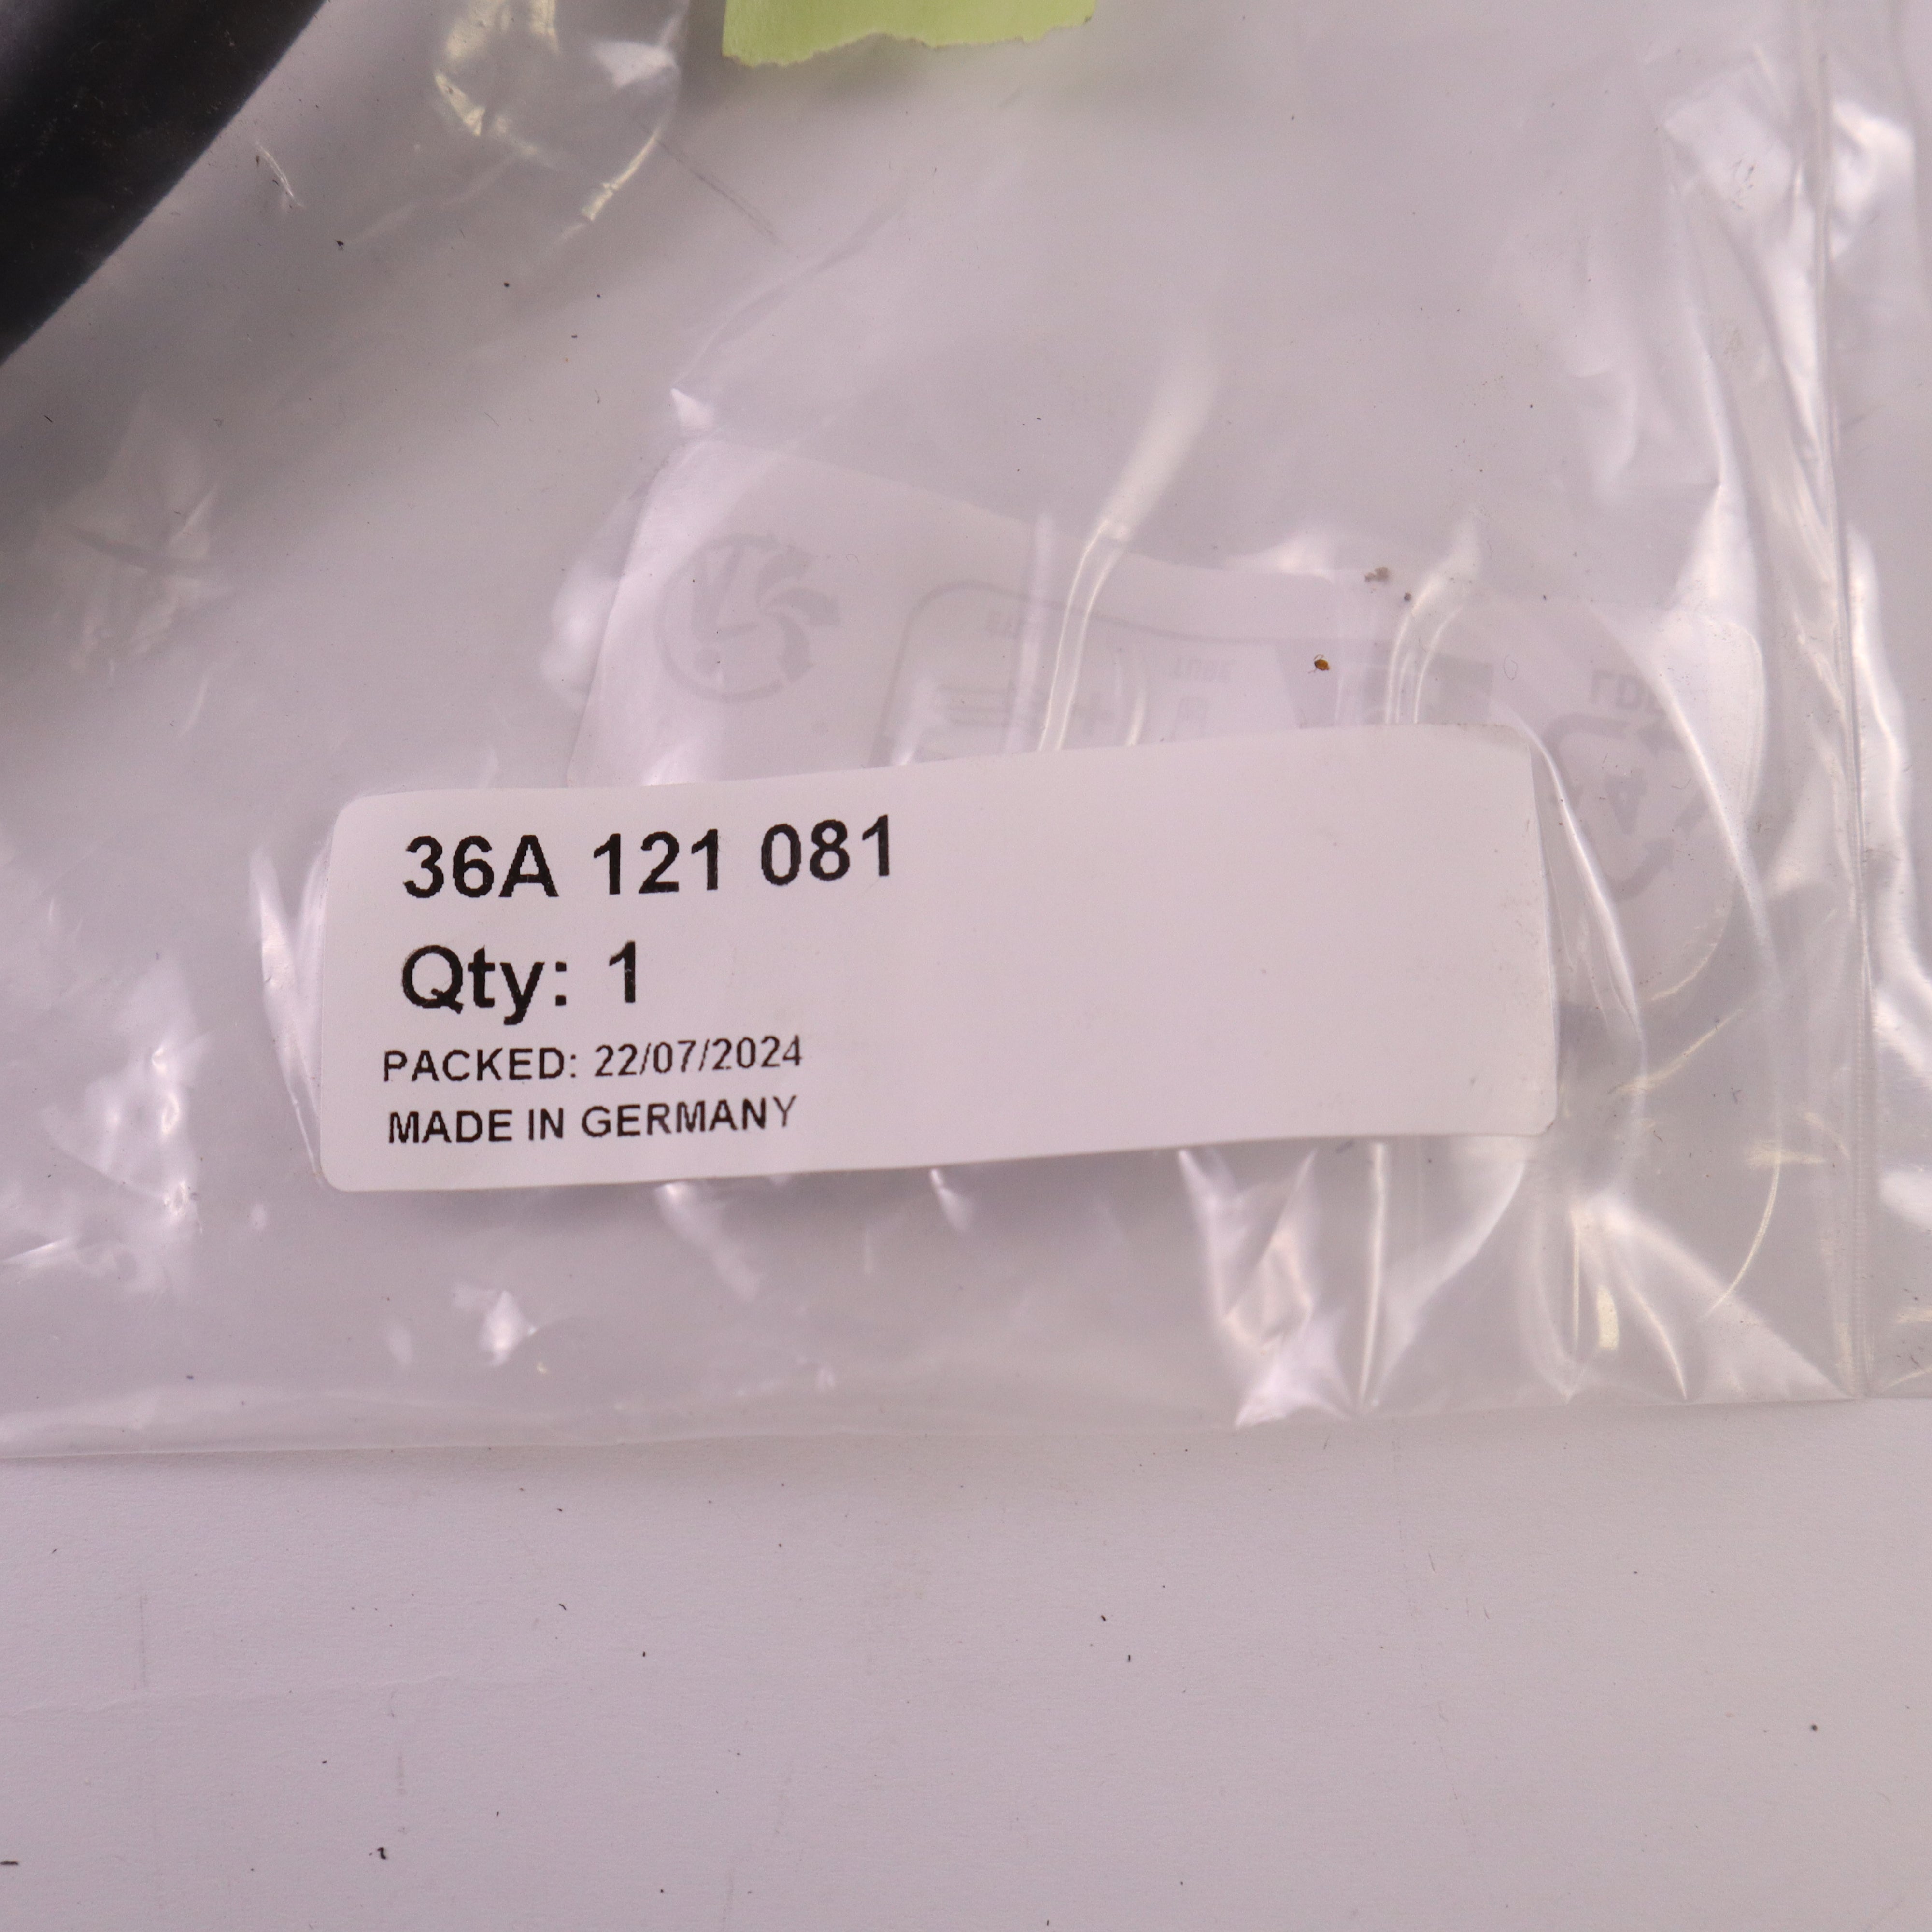 36A 121 081
Qty: 1
PACKED: 22/07/2024
MADE IN GERMANY